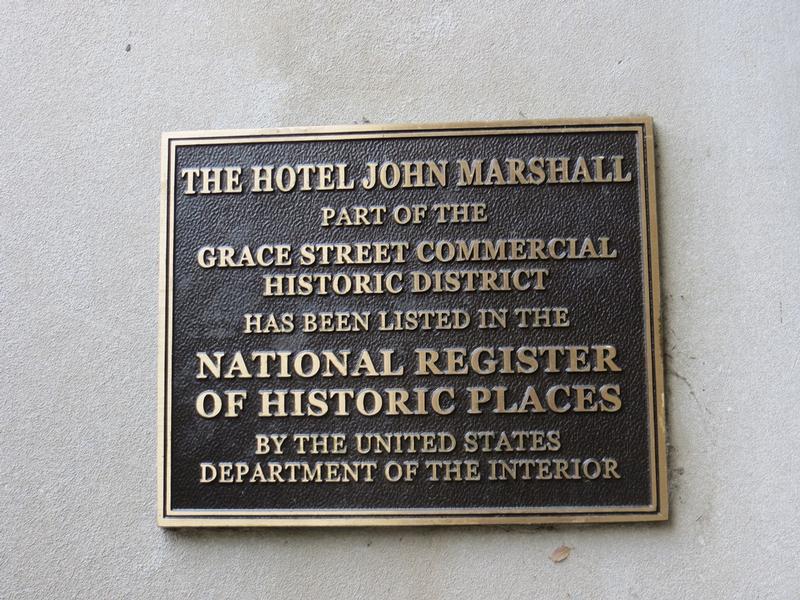 THE HOTEL JOHN MARSHALL
PART OF THE
GRACE STREET COMMERCIAL
HISTORIC DISTRICT
HAS BEEN LISTED IN THE
NATIONAL REGISTER
OF HISTORIC PLACES
BY THE UNITED STATES
DEPARTMENT OF THE INTERIOR